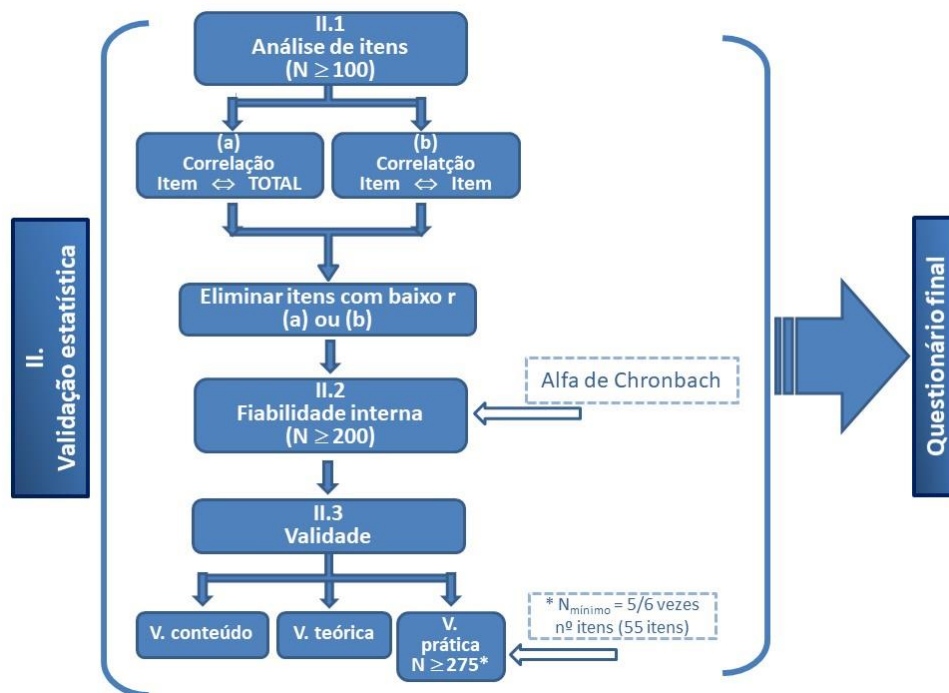 II.
Validação estatística
II.1
Análise de itens
(N ≥ 100)
(a)
Correlação
Item ⇔ TOTAL
(b)
Correlatção
Item ⇔ Item
Eliminar itens com baixo r
(a) ou (b)
II.2
Fiabilidade interna
(N ≥ 200)
Alfa de Chronbach
II.3
Validade
V. conteúdo
V. teórica
V.
prática
N ≥ 275*
* Nmínimo = 5/6 vezes
nº itens (55 itens)
Questionário final